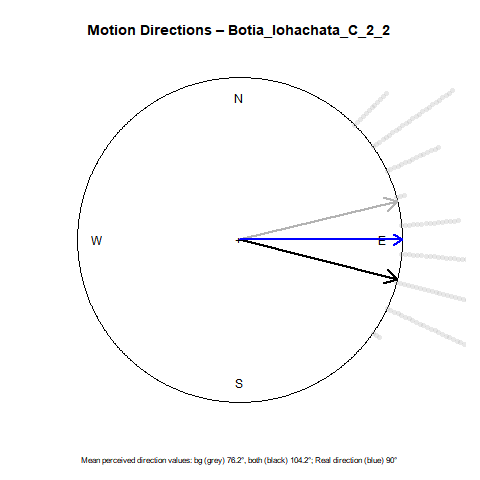 Motion Directions – Botia_lohachata_C_2_2
N
W
E
S
Mean perceived direction values: bg (grey) 76.2°, both (black) 104.2°; Real direction (blue) 90°